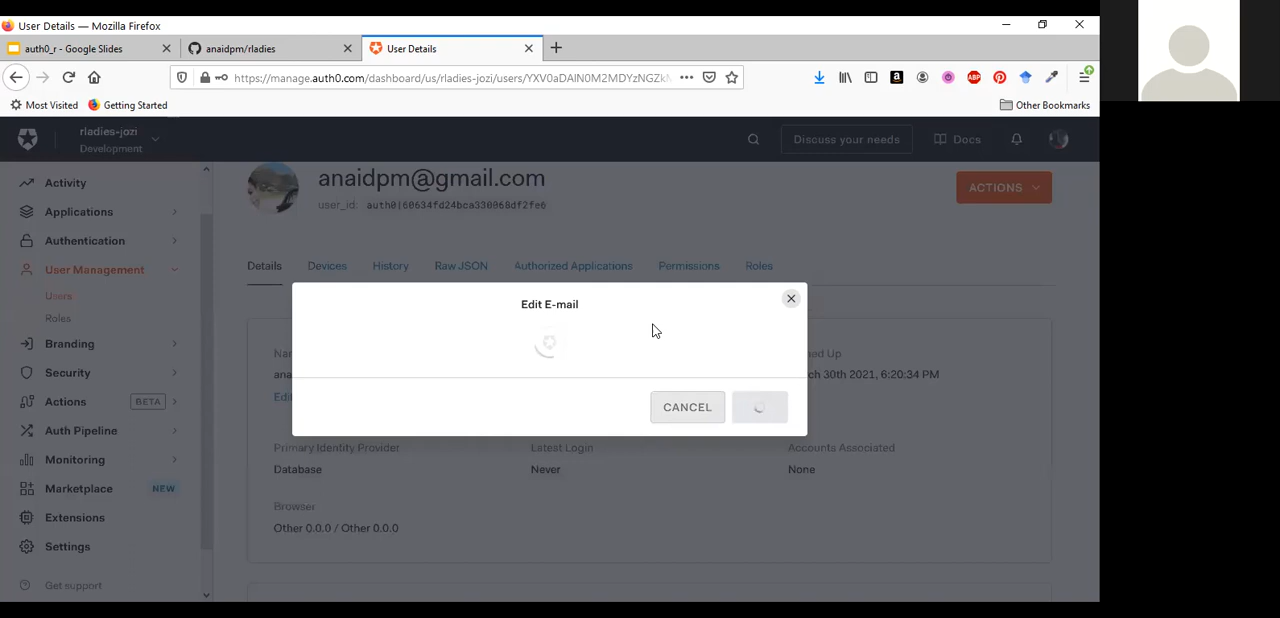 User Details — Mozilla Firefox
auth0_r - Google Slides
anaidpm/rladies
User Details
https://manage.auth0.com/dashboard/us/rladies-jozi/users/
Most Visited
Getting Started
Other Bookmarks
rladies-jozi
Development
Discuss your needs
Docs
Activity
Applications
Authentication
User Management
Users
Roles
Branding
Security
Actions BETA
Auth Pipeline
Monitoring
Marketplace NEW
Extensions
Settings
Get support
anaidpm@gmail.com
user_id: auth0|60634fd24bca330068df2fe6
ACTIONS
Details Devices History Raw JSON Authorized Applications Permissions Roles
Edit E-mail
CANCEL
30th 2021, 6:20:34 PM
Primary Identity Provider
Database
Latest Login
Never
Accounts Associated
None
Browser
Other 0.0.0 / Other 0.0.0